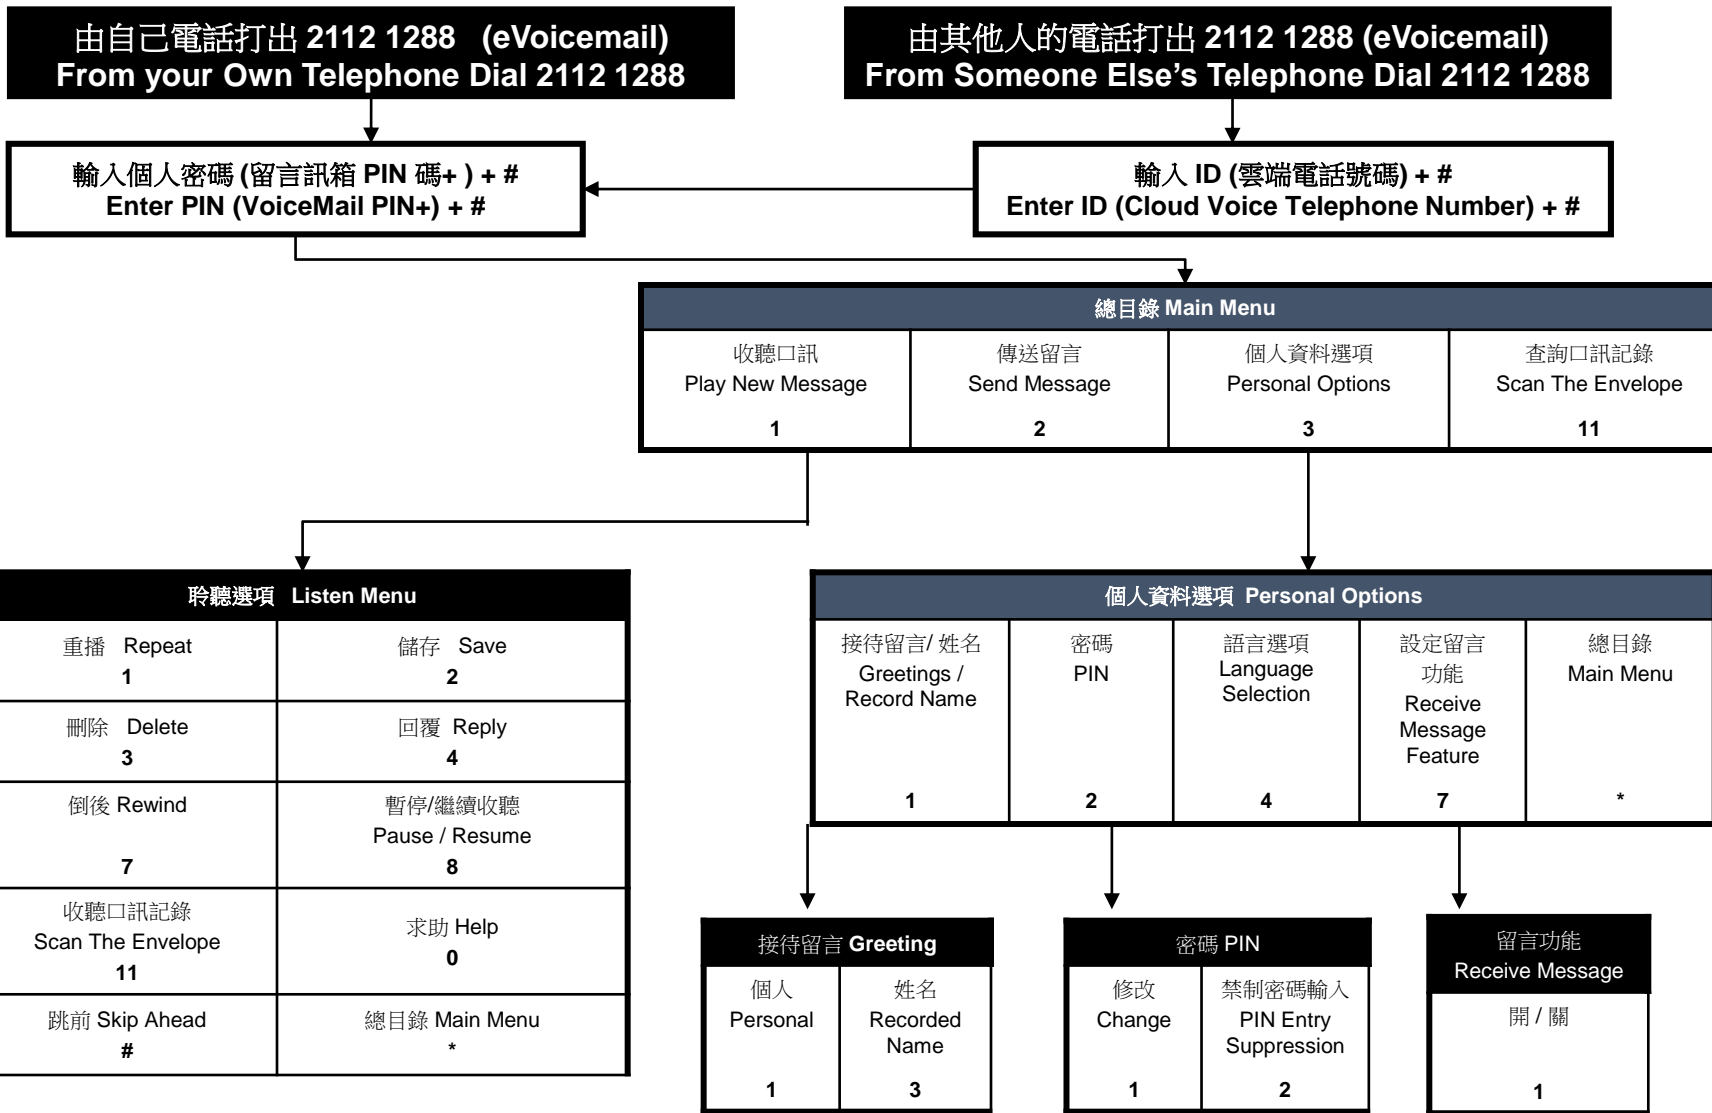 由自己電話打出 2112 1288 (eVoicemail)
From your Own Telephone Dial 2112 1288
由其他人的電話打出 2112 1288 (eVoicemail)
From Someone Else's Telephone Dial 2112 1288
輸入個人密碼 (留言訊箱 PIN 碼+ ) + #
Enter PIN (VoiceMail PIN+) + #
輸入 ID (雲端電話號碼) + #
Enter ID (Cloud Voice Telephone Number) + #
總目錄 Main Menu
收聽口訊
Play New Message
1
傳送留言
Send Message
2
個人資料選項
Personal Options
3
查詢口訊記錄
Scan The Envelope
11
聆聽選項 Listen Menu
重播 Repeat
1
儲存 Save
2
刪除 Delete
3
回覆 Reply
4
倒後 Rewind
7
暫停/繼續收聽
Pause / Resume
8
收聽口訊記錄
Scan The Envelope
11
求助 Help
0
跳前 Skip Ahead
#
總目錄 Main Menu
*
個人資料選項 Personal Options
接待留言/ 姓名
Greetings /
Record Name
1
密碼
PIN
2
語言選項
Language
Selection
4
設定留言
功能
Receive
Message
Feature
7
總目錄
Main Menu
*
接待留言 Greeting
個人
Personal
1
姓名
Recorded
Name
3
密碼 PIN
修改
Change
1
禁制密碼輸入
PIN Entry
Suppression
2
留言功能
Receive Message
開 / 關
1